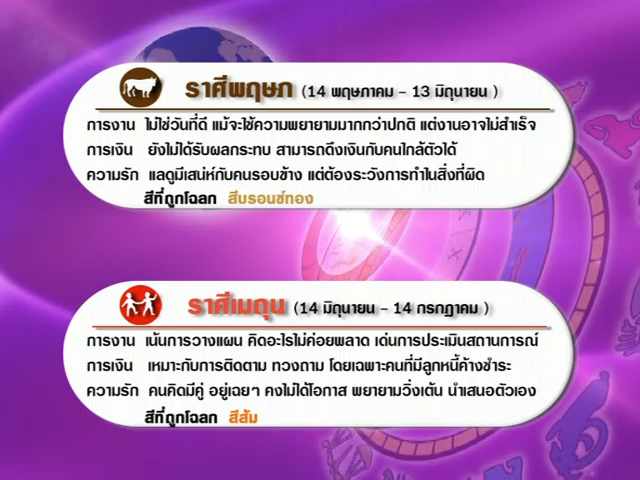 ราศีพฤษภ (14 พฤษภาคม - 13 มิถุนายน )
การงาน ไม่ใช่วันที่ดี แม้จะใช้ความพยายามมากกว่าปกติ แต่งานอาจไม่สำเร็จ
การเงิน ยังไม่ได้รับผลกระทบ สามารถดึงเงินกับคนใกล้ตัวได้
ความรัก แลดูมีเสน่ห์กับคนรอบข้าง แต่ต้องระวังการทำในสิ่งที่ผิด
สีที่ถูกโฉลก สีบรอนซ์ทอง
ราศีเมถุน (14 มิถุนายน - 14 กรกฎาคม )
การงาน เน้นการวางแผน คิดอะไรไม่ค่อยพลาด เด่นการประเมินสถานการณ์
การเงิน เหมาะกับการติดตาม ทวงถาม โดยเฉพาะคนที่มีลูกหนี้ค้างชำระ
ความรัก คนคิดมีคู่ อยู่เฉยๆ คงไม่ได้โอกาส พยายามวิ่งเต้น นำเสนอตัวเอง
สีที่ถูกโฉลก สีส้ม